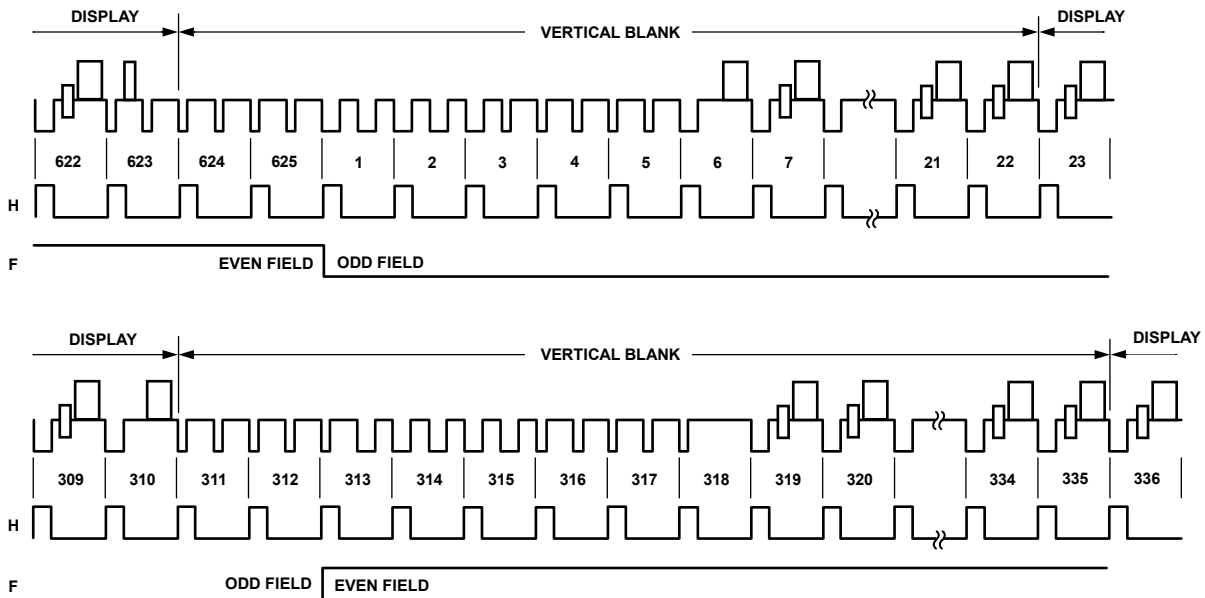 DISPLAY VERTICAL BLANK DISPLAY
622 623 624 625 1 2 3 4 5 6 7 21 22 23
H
F EVEN FIELD ODD FIELD
DISPLAY VERTICAL BLANK DISPLAY
309 310 311 312 313 314 315 316 317 318 319 320 334 335 336
H
F ODD FIELD EVEN FIELD